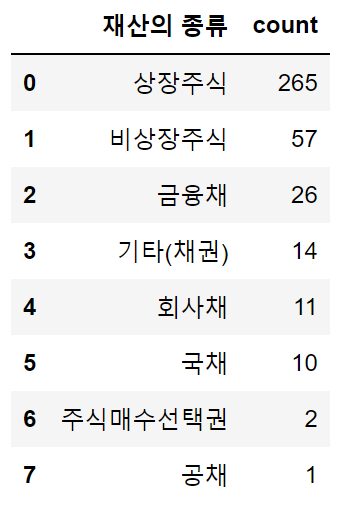 재산의 종류 count
0 상장주식 265
1 비상장주식 57
2 금융채 26
3 기타(채권) 14
4 회사채 11
5 국채 10
6 주식매수선택권 2
7 공채 1